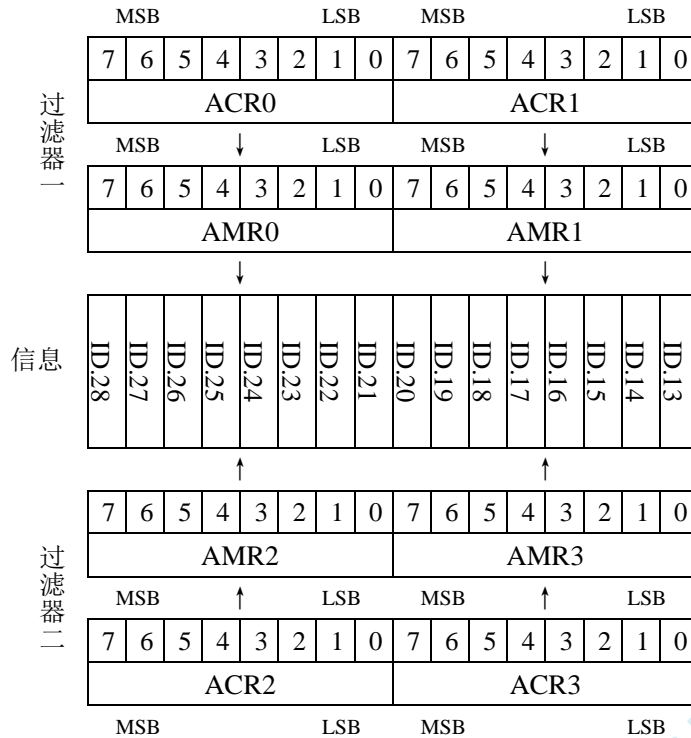 MSB LSB MSB LSB
7 6 5 4 3 2 1 0 7 6 5 4 3 2 1 0
ACR0 ACR1
过滤器一
MSB LSB MSB LSB
7 6 5 4 3 2 1 0 7 6 5 4 3 2 1 0
AMR0 AMR1
信息
ID.28 ID.27 ID.26 ID.25 ID.24 ID.23 ID.22 ID.21 ID.20 ID.19 ID.18 ID.17 ID.16 ID.15 ID.14 ID.13
7 6 5 4 3 2 1 0 7 6 5 4 3 2 1 0
AMR2 AMR3
过滤器二
MSB LSB MSB LSB
7 6 5 4 3 2 1 0 7 6 5 4 3 2 1 0
ACR2 ACR3
MSB LSB MSB LSB